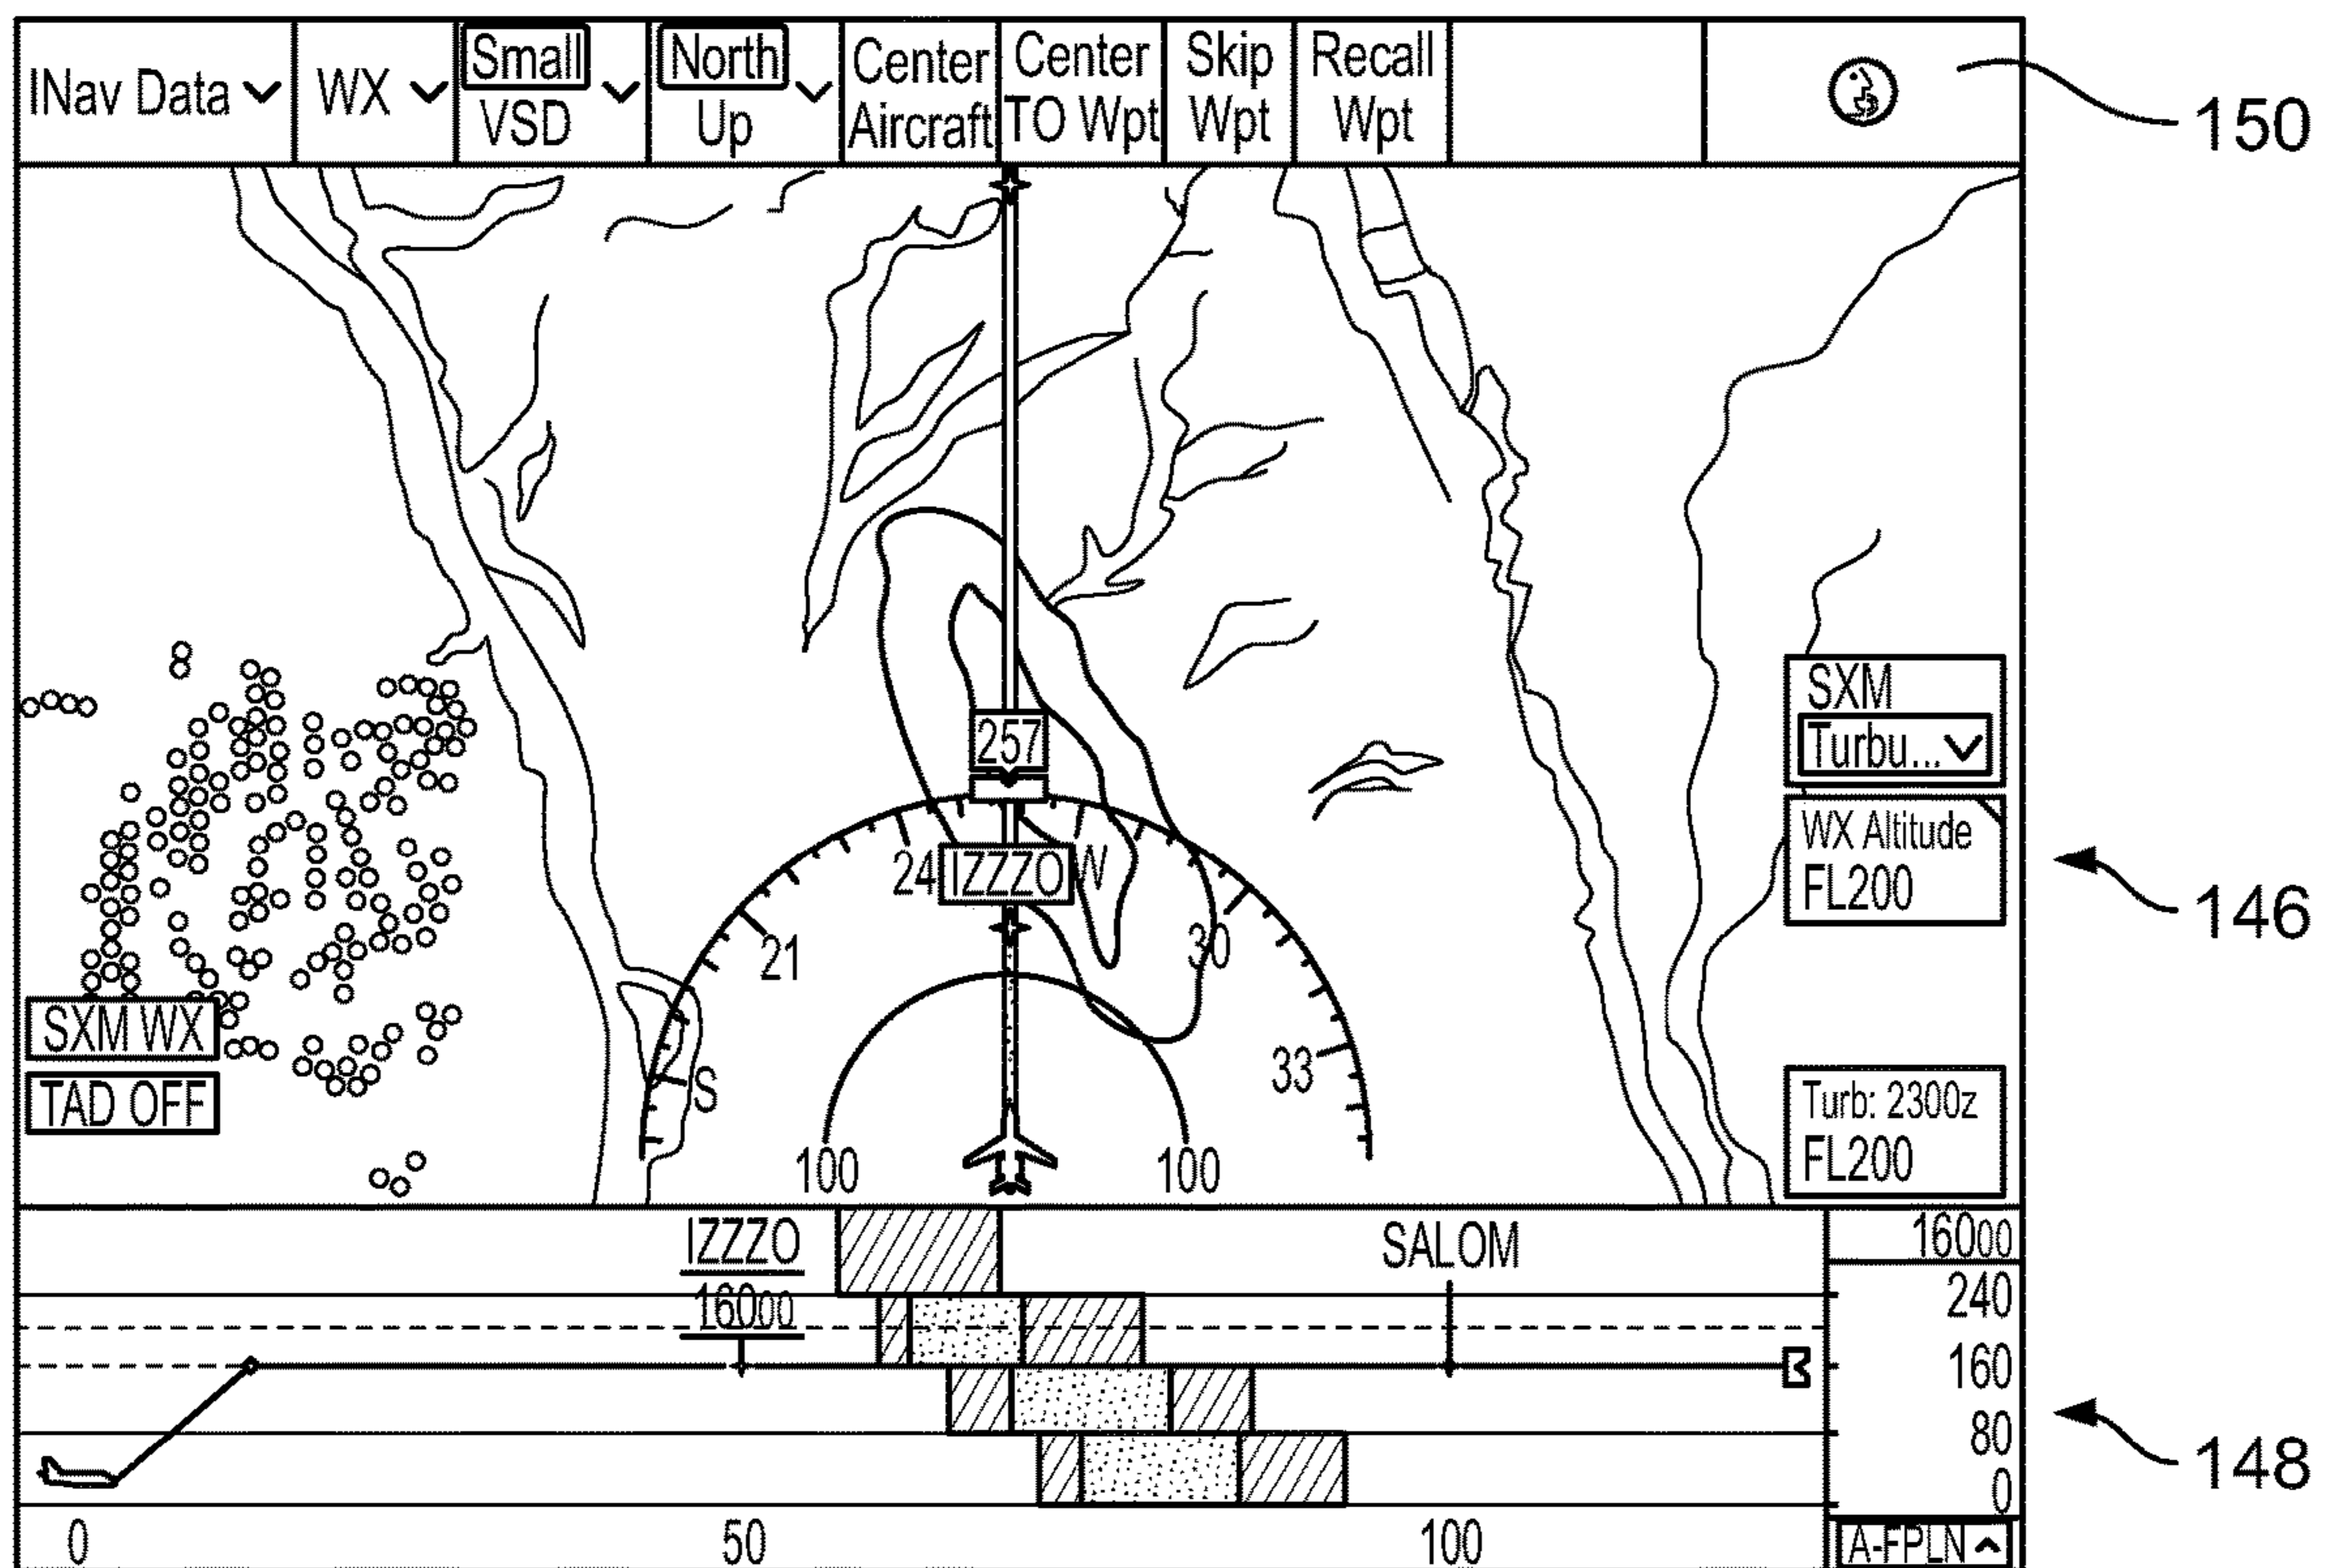 INav Data
WX
Small
VSD
North
Up
Center
Aircraft
Center
TO Wpt
Skip
Wpt
Recall
Wpt
150
SXM
Turbu...
257
WX Altitude
FL200
146
24
IZZZO
W
21
30
SXM WX
33
TAD OFF
S
Turb: 2300z
FL200
100
100
IZZZO
16000
SALOM
16000
240
160
80
0
148
0
50
100
A-FPLN